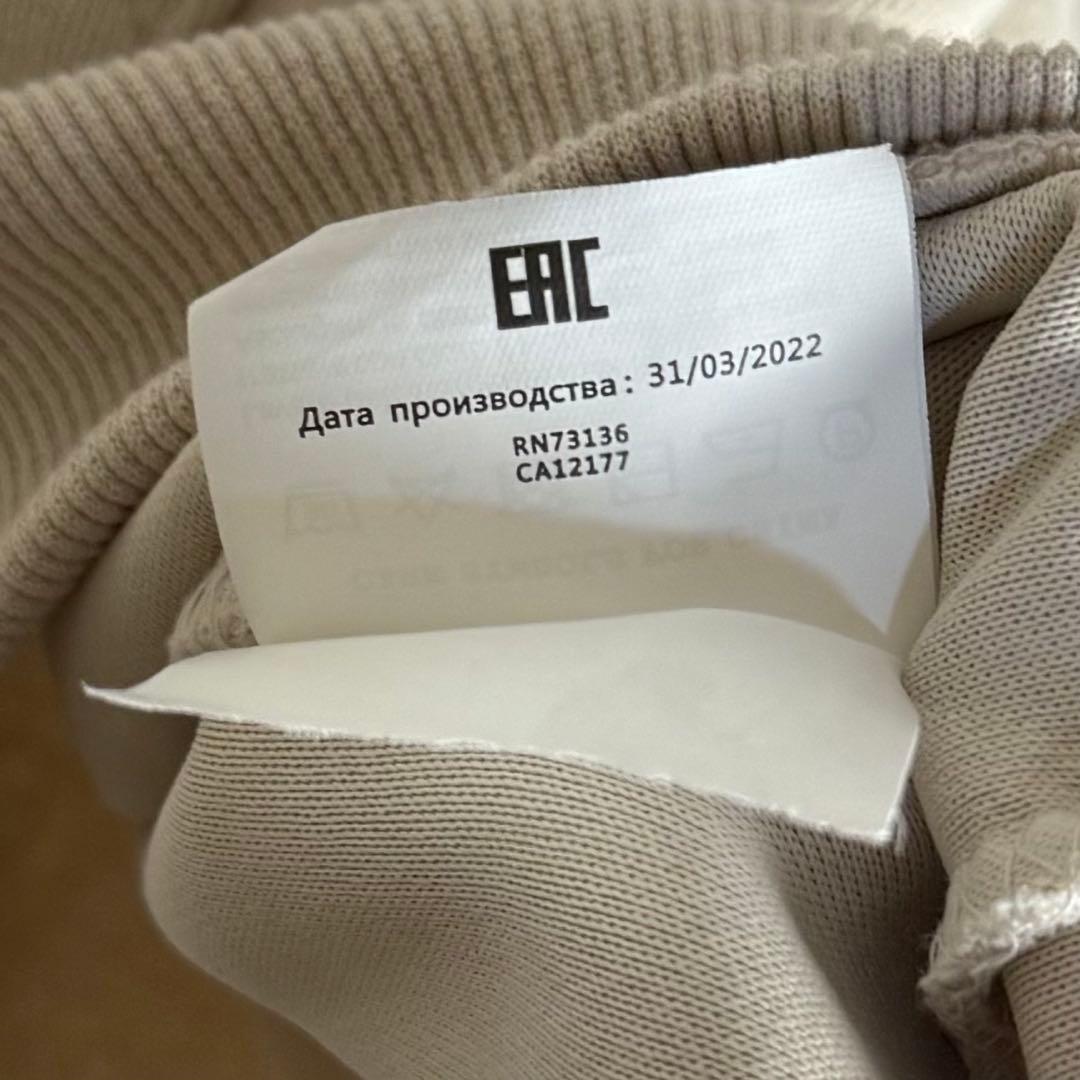 EAC
Дата производства: 31/03/2022
RN73136
CA12177